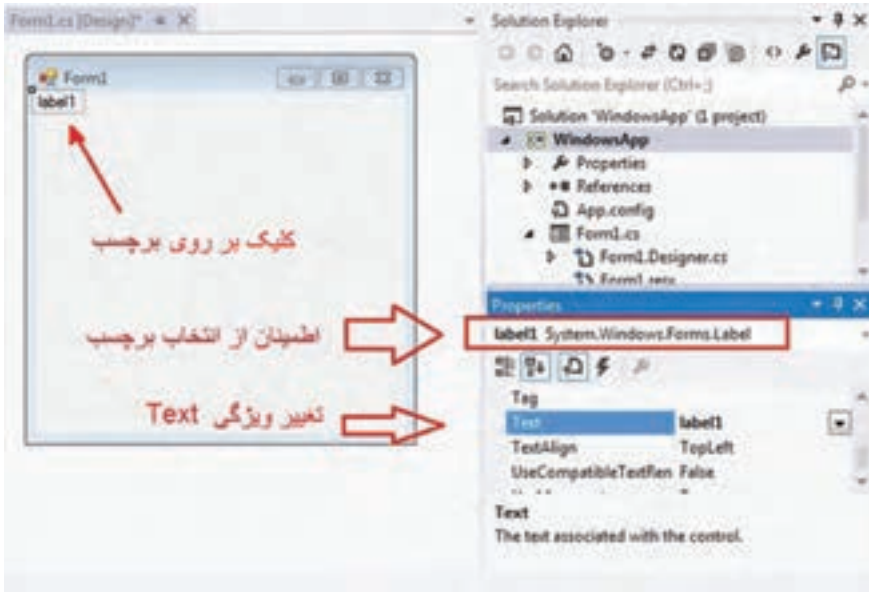 Form1.cs [Design]*
Form1
label1
کلیک بر روی برچسب
اطمینان از انتخاب برچسب
تغییر ویژگی Text
Solution Explorer
Search Solution Explorer (Ctrl+;)
Solution 'WindowsApp' (1 project)
WindowsApp
Properties
References
App.config
Form1.cs
Form1.Designer.cs
Form1.resx
Properties
label1 System.Windows.Forms.Label
Tag
Text label1
TextAlign TopLeft
UseCompatibleTextRen False
Text
The text associated with the control.